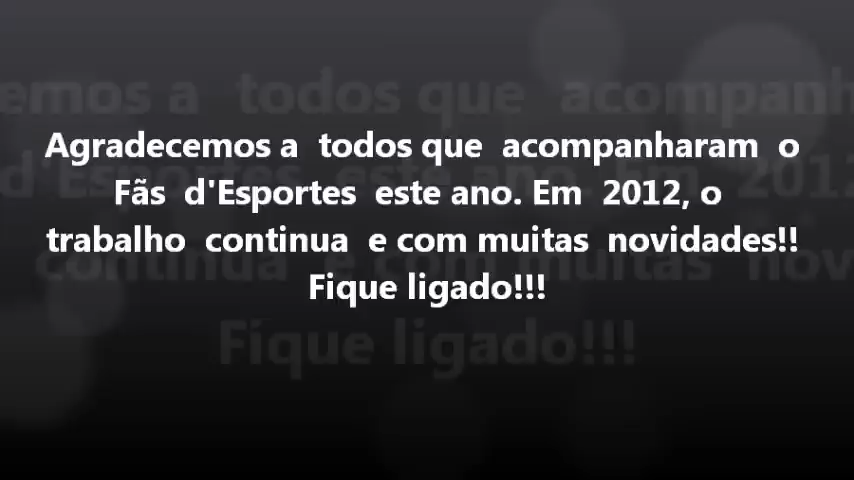 Agradecemos a todos que acompanharam o
Fãs d'Esportes este ano. Em 2012, o
trabalho continua e com muitas novidades!!
Fique ligado!!!